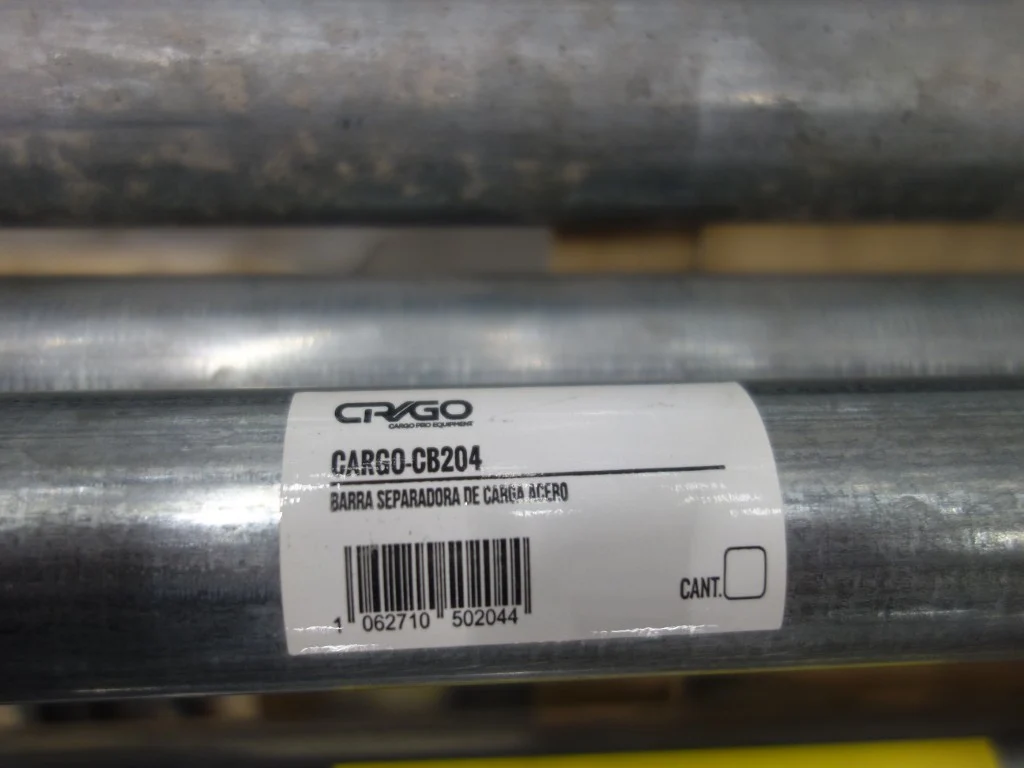 CARGO
CARGO PRO EQUIPMENT
CARGO-CB204
BARRA SEPARADORA DE CARGA ACERO
CANT.
1 062710 502044